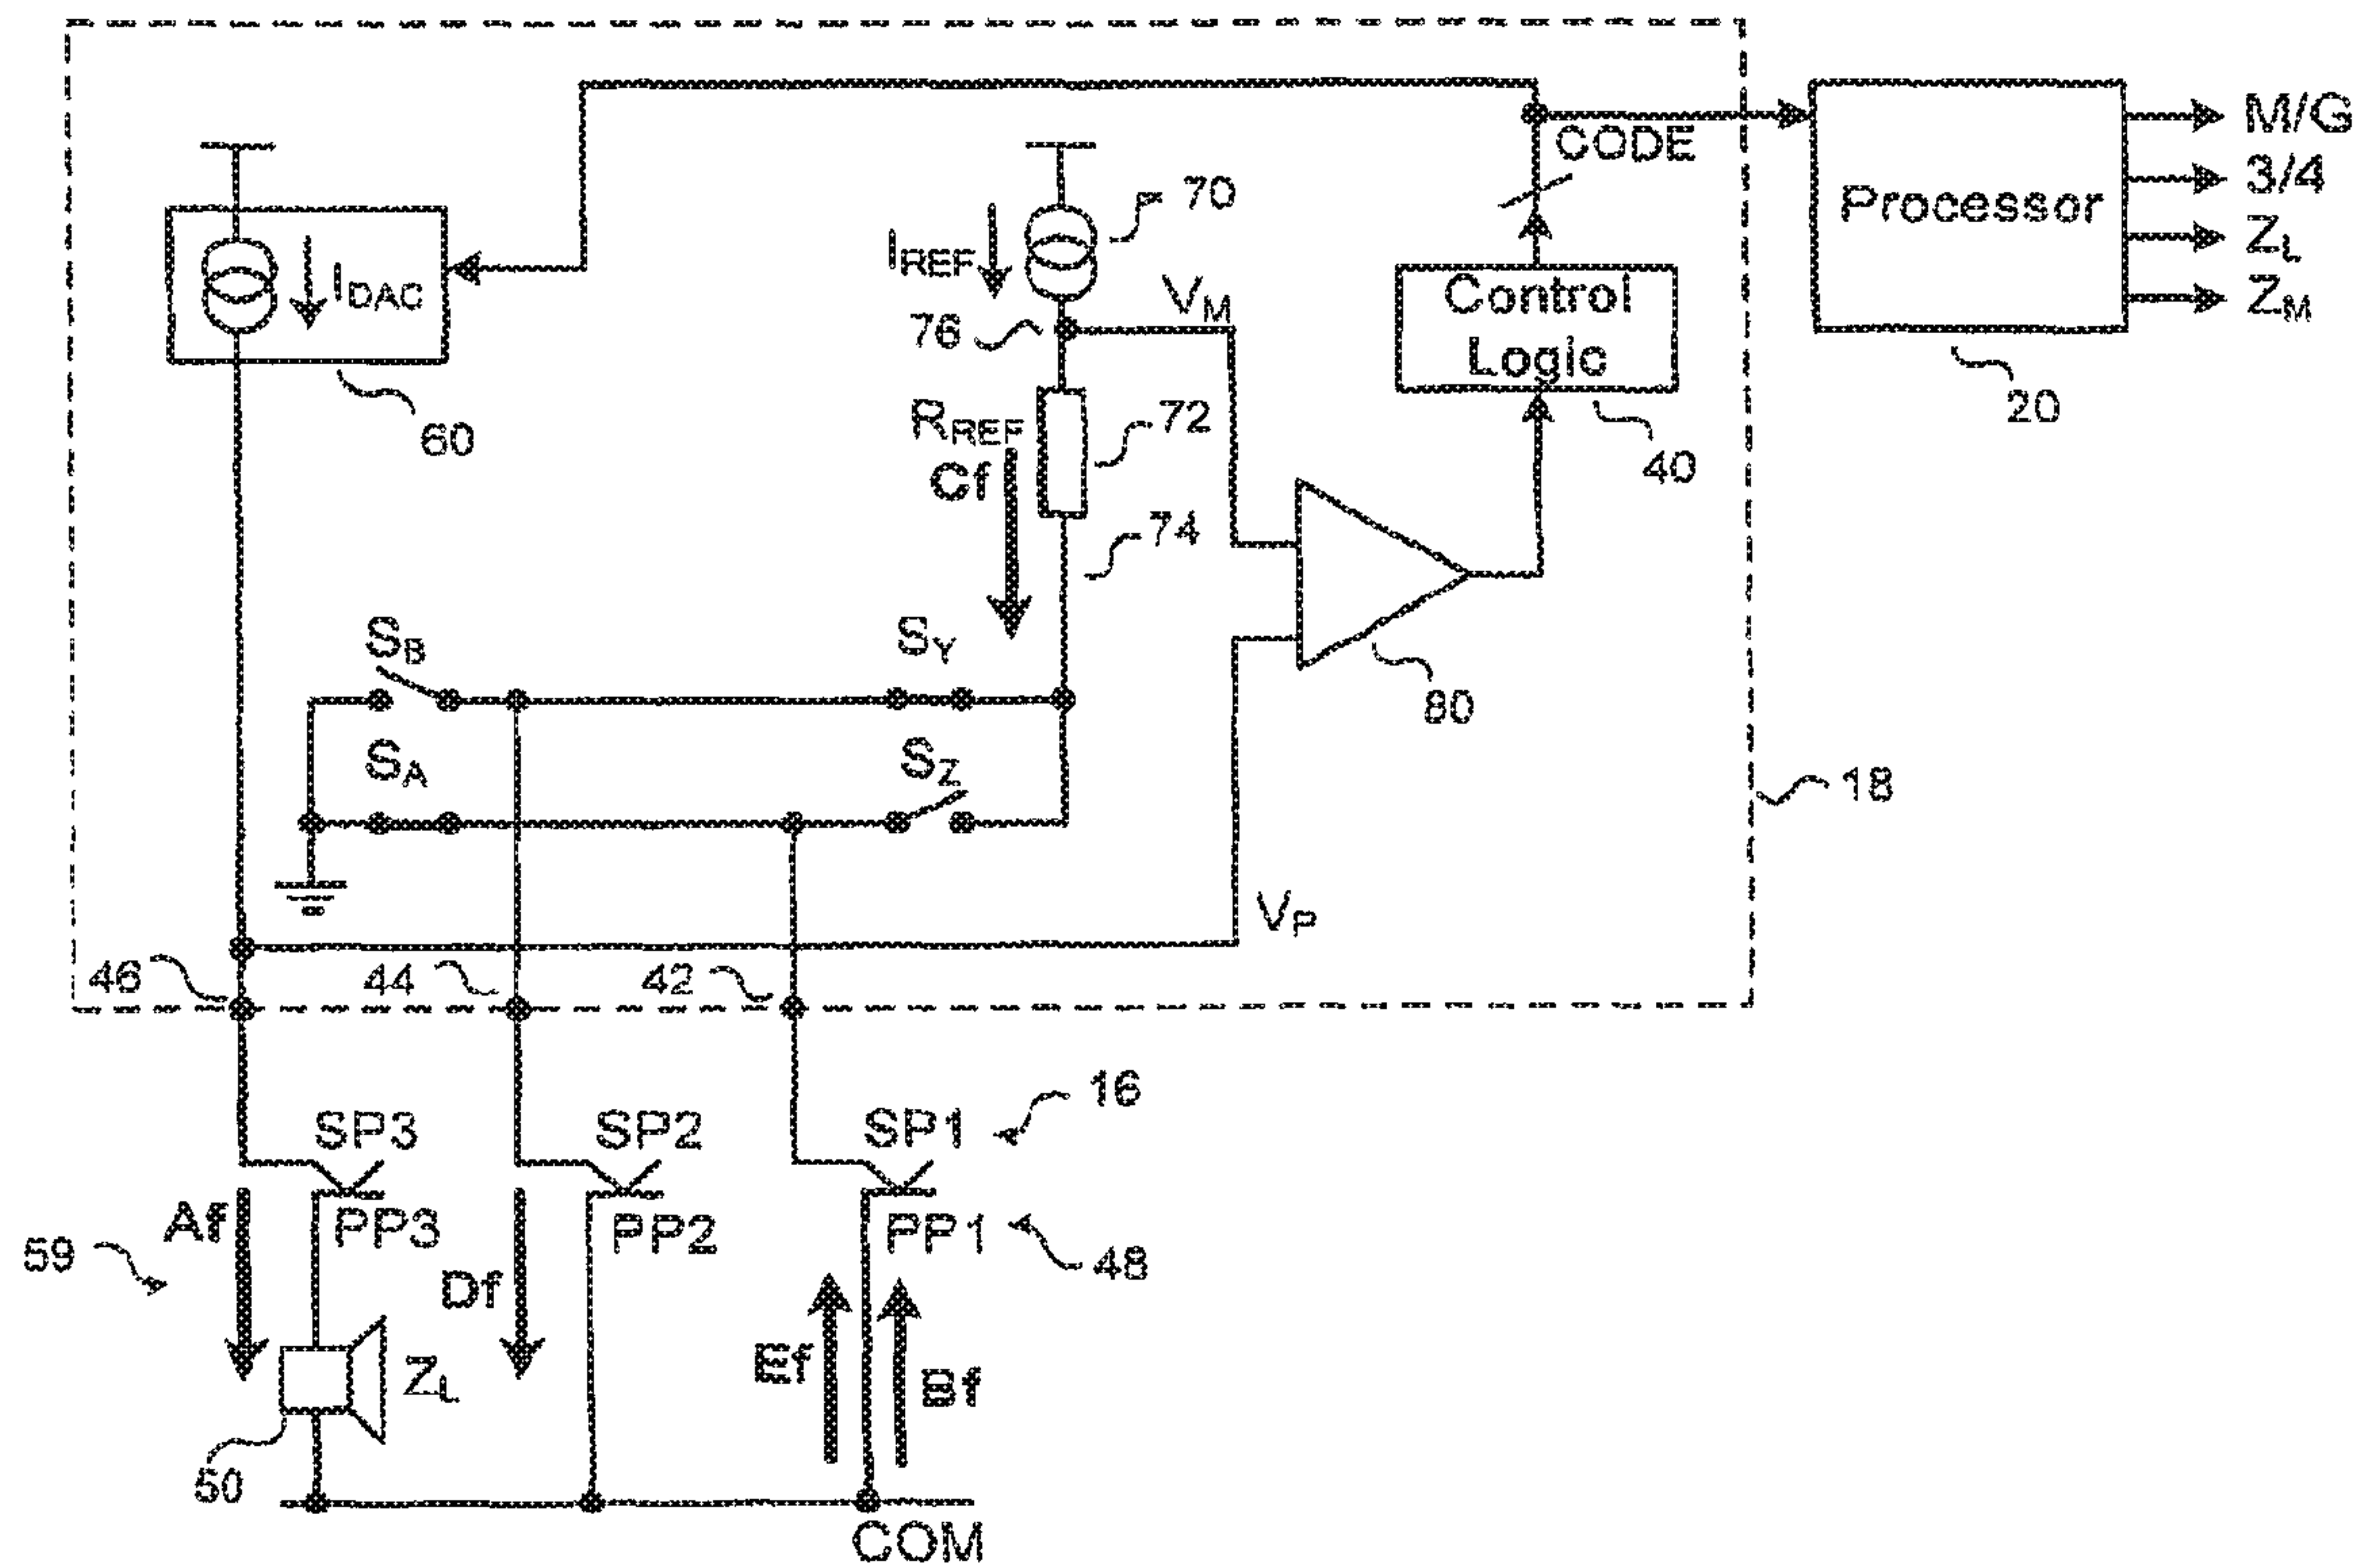 M/G
3/4
Z_L
Z_M
Processor
20
CODE
70
I_REF
I_DAC
V_M
76
Control
Logic
40
60
R_REF
72
Cf
74
80
S_B
S_Y
S_A
S_Z
18
V_P
46
44
42
16
SP3
SP2
SP1
Af
PP3
PP2
PP1
48
59
Df
Ef
Bf
Z_L
50
COM